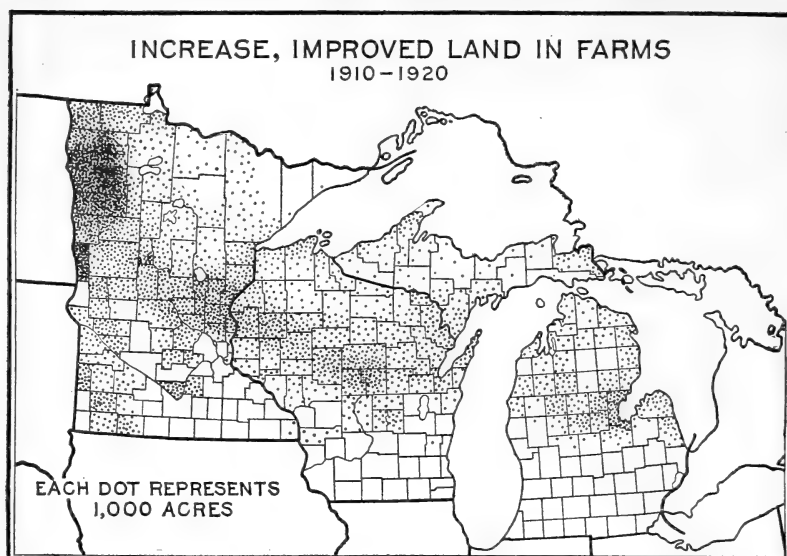 INCREASE, IMPROVED LAND IN FARMS
1910-1920
EACH DOT REPRESENTS
1,000 ACRES